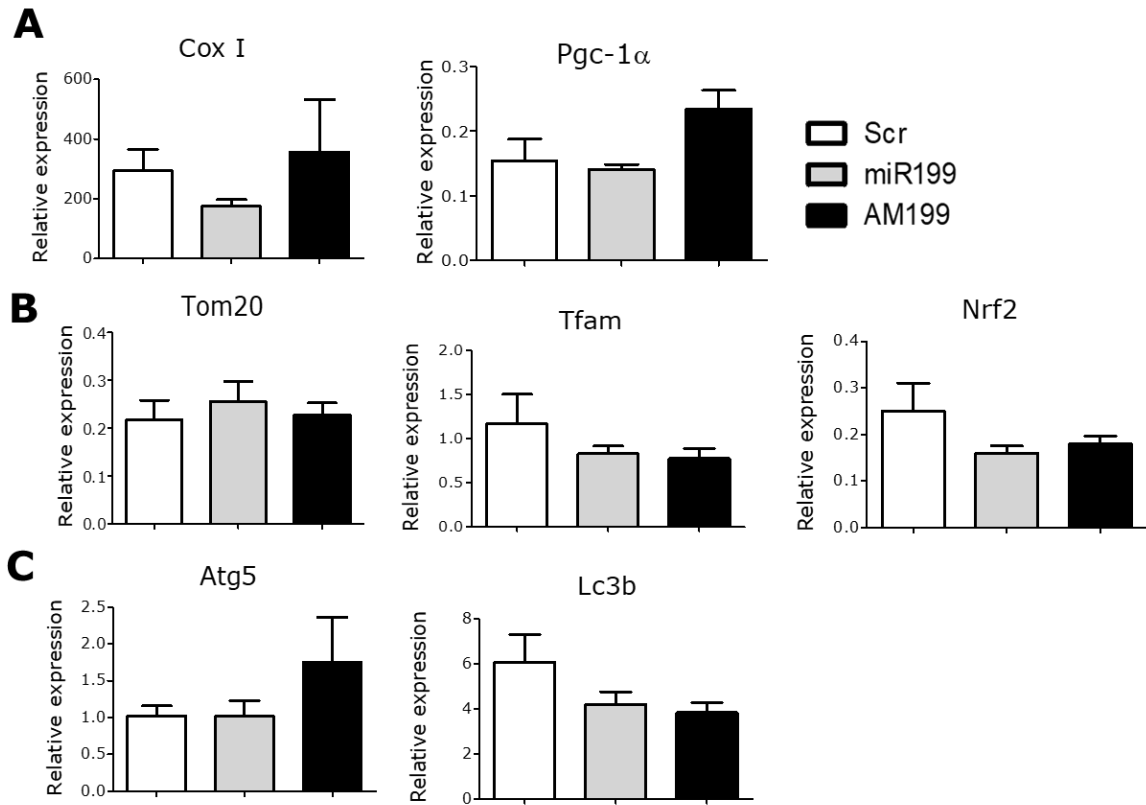 A
Cox I
Relative expression
600
400
200
0
Pgc-1α
Relative expression
0.3
0.2
0.1
0.0
Scr
miR199
AM199
B
Tom20
Relative expression
0.4
0.3
0.2
0.1
0.0
Tfam
Relative expression
2.0
1.5
1.0
0.5
0.0
Nrf2
Relative expression
0.4
0.3
0.2
0.1
0.0
C
Atg5
Relative expression
2.5
2.0
1.5
1.0
0.5
0.0
Lc3b
Relative expression
8
6
4
2
0